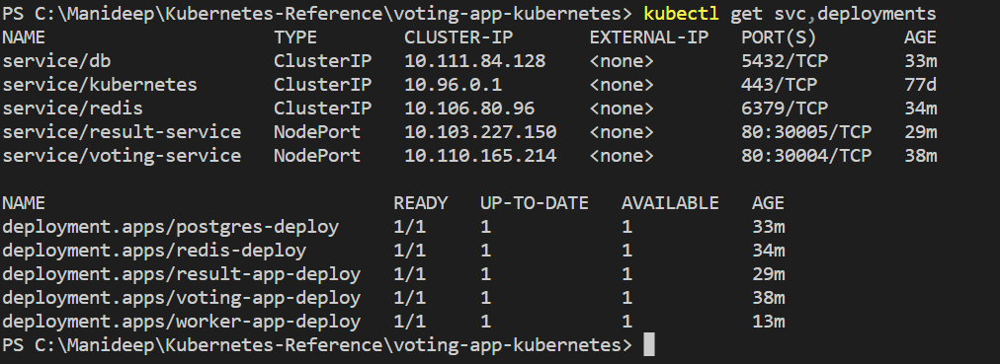 PS C:\Manideep\Kubernetes-Reference\voting-app-kubernetes> kubectl get svc,deployments
NAME TYPE CLUSTER-IP EXTERNAL-IP PORT(S) AGE
service/db ClusterIP 10.111.84.128 <none> 5432/TCP 33m
service/kubernetes ClusterIP 10.96.0.1 <none> 443/TCP 77d
service/redis ClusterIP 10.106.80.96 <none> 6379/TCP 34m
service/result-service NodePort 10.103.227.150 <none> 80:30005/TCP 29m
service/voting-service NodePort 10.110.165.214 <none> 80:30004/TCP 38m
NAME READY UP-TO-DATE AVAILABLE AGE
deployment.apps/postgres-deploy 1/1 1 1 33m
deployment.apps/redis-deploy 1/1 1 1 34m
deployment.apps/result-app-deploy 1/1 1 1 29m
deployment.apps/voting-app-deploy 1/1 1 1 38m
deployment.apps/worker-app-deploy 1/1 1 1 13m
PS C:\Manideep\Kubernetes-Reference\voting-app-kubernetes>